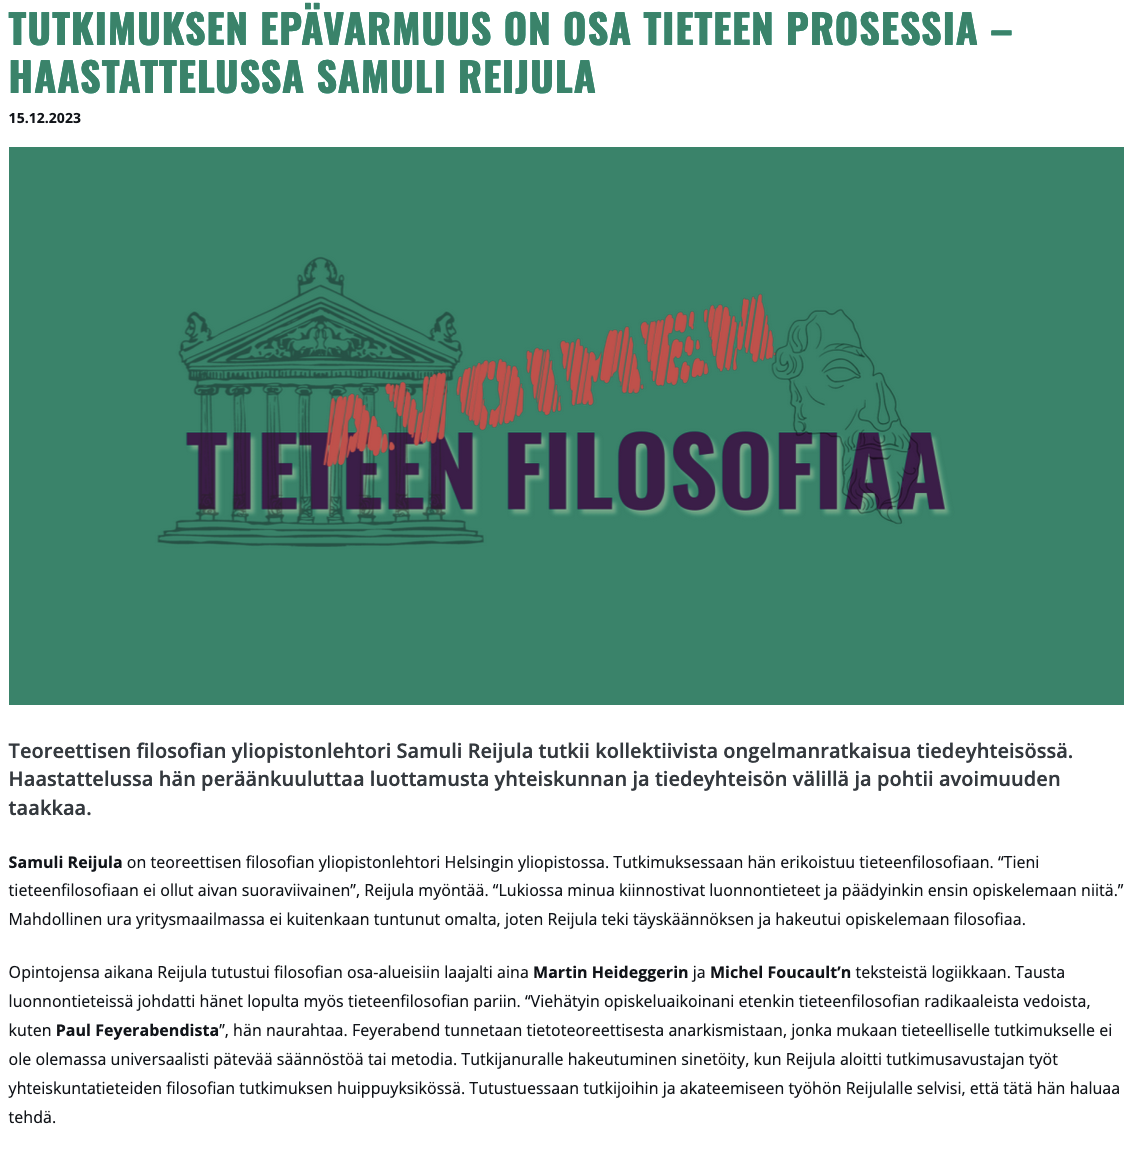 TUTKIMUKSEN EPÄVARMUUS ON OSA TIETEEN PROSESSIA –
HAASTATTELUSSA SAMULI REIJULA
15.12.2023
AVOIMEN
TIETEEN FILOSOFIAA
Teoreettisen filosofian yliopistonlehtori Samuli Reijula tutkii kollektiivista ongelmanratkaisua tiedeyhteisössä.
Haastattelussa hän peräänkuuluttaa luottamusta yhteiskunnan ja tiedeyhteisön välillä ja pohtii avoimuuden
taakkaa.
Samuli Reijula on teoreettisen filosofian yliopistonlehtori Helsingin yliopistossa. Tutkimuksessaan hän erikoistuu tieteenfilosofiaan. “Tieni
tieteenfilosofiaan ei ollut aivan suoraviivainen”, Reijula myöntää. “Lukiossa minua kiinnostivat luonnontieteet ja päädyinkin ensin opiskelemaan niitä.”
Mahdollinen ura yritysmaailmassa ei kuitenkaan tuntunut omalta, joten Reijula teki täyskäännöksen ja hakeutui opiskelemaan filosofiaa.
Opintojensa aikana Reijula tutustui filosofian osa-alueisiin laajalti aina Martin Heideggerin ja Michel Foucault’n teksteistä logiikkaan. Tausta
luonnontieteissä johdatti hänet lopulta myös tieteenfilosofian pariin. “Viehätyin opiskeluaikoinani etenkin tieteenfilosofian radikaaleista vedoista,
kuten Paul Feyerabendista”, hän naurahtaa. Feyerabend tunnetaan tietoteoreettisesta anarkismistaan, jonka mukaan tieteelliselle tutkimukselle ei
ole olemassa universaalisti pätevää säännöstöä tai metodia. Tutkijanuralle hakeutuminen sinetöity, kun Reijula aloitti tutkimusavustajan työt
yhteiskuntatieteiden filosofian tutkimuksen huippuyksikössä. Tutustuessaan tutkijoihin ja akateemiseen työhön Reijulalle selvisi, että tätä hän haluaa
tehdä.